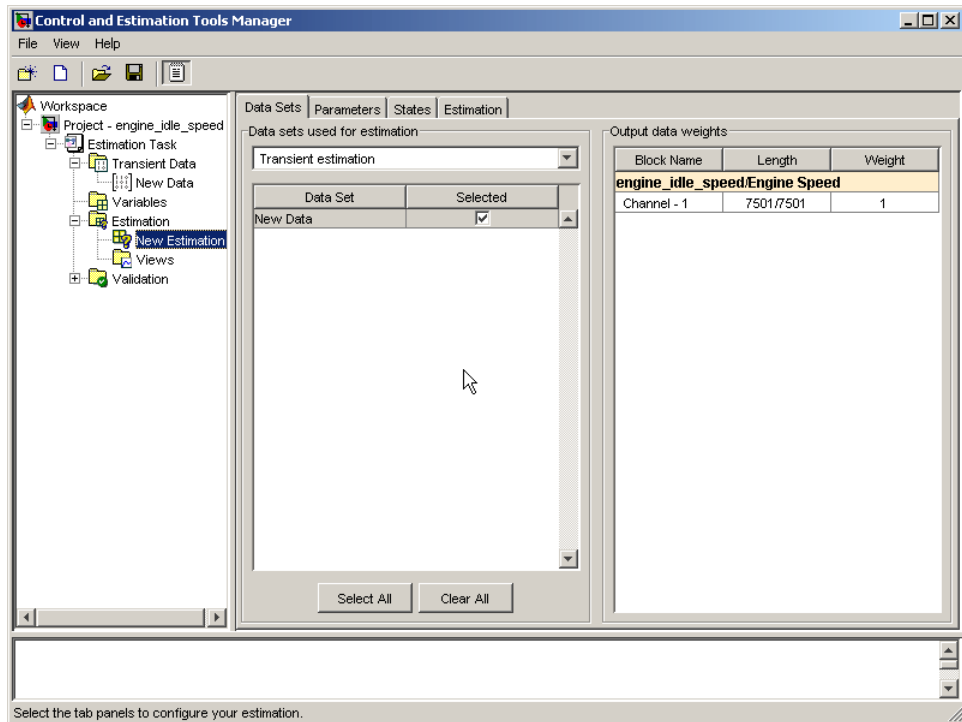 Control and Estimation Tools Manager
File View Help
Workspace
Project - engine_idle_speed
Estimation Task
Transient Data
New Data
Variables
Estimation
New Estimation
Views
Validation
Data Sets Parameters States Estimation
Data sets used for estimation
Transient estimation
Data Set Selected
New Data
Select All Clear All
Output data weights
Block Name Length Weight
engine_idle_speed/Engine Speed
Channel - 1 7501/7501 1
Select the tab panels to configure your estimation.